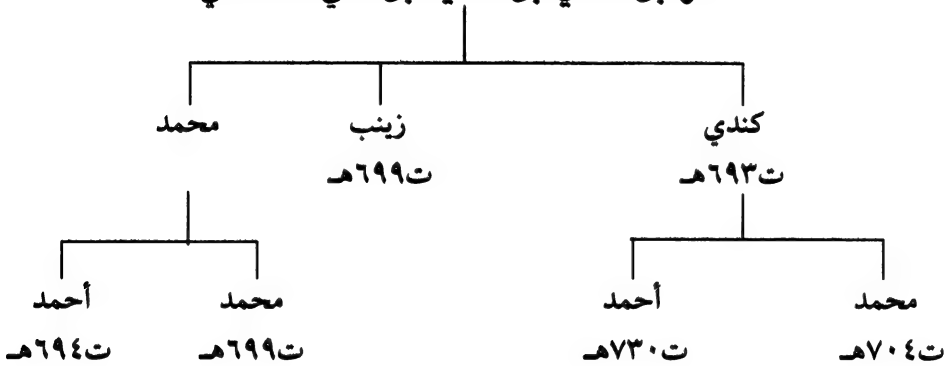 كندي زينب محمد
ت٦٩٣هـ ت٦٩٩هـ
محمد أحمد محمد أحمد
ت٧٠٤هـ ت٧٣٠هـ ت٦٩٩هـ ت٦٩٤هـ